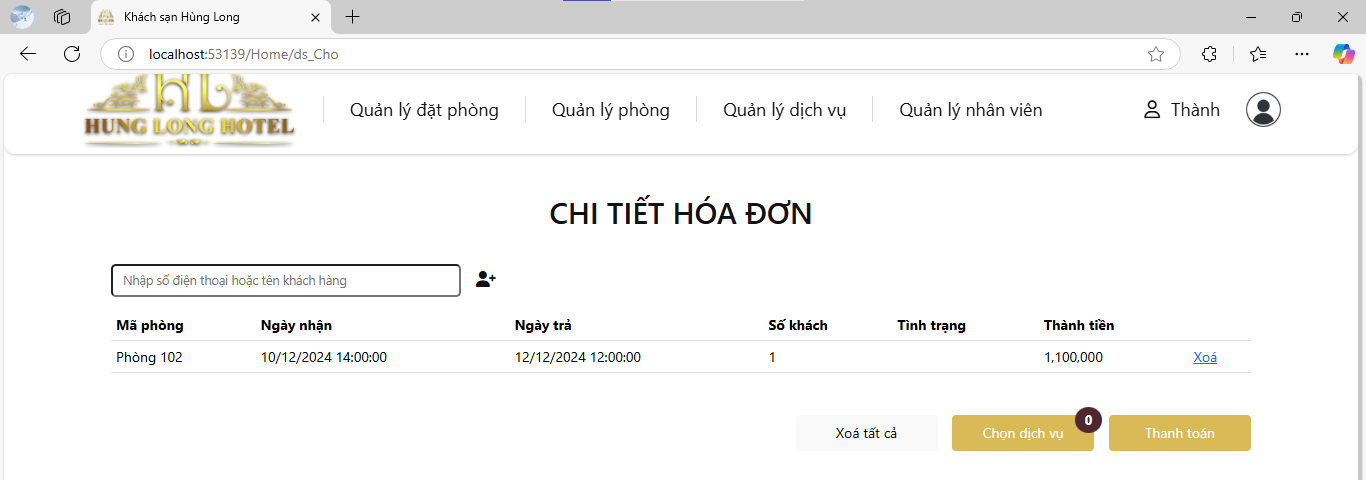 Khách sạn Hùng Long
localhost:53139/Home/ds_Cho
HL
HUNG LONG HOTEL
Quản lý đặt phòng
Quản lý phòng
Quản lý dịch vụ
Quản lý nhân viên
Thành
CHI TIẾT HÓA ĐƠN
Nhập số điện thoại hoặc tên khách hàng
Mã phòng Ngày nhận Ngày trả Số khách Tình trạng Thành tiền
Phòng 102 10/12/2024 14:00:00 12/12/2024 12:00:00 1 1,100,000 Xoá
Xoá tất cả
Chọn dịch vụ
0
Thanh toán